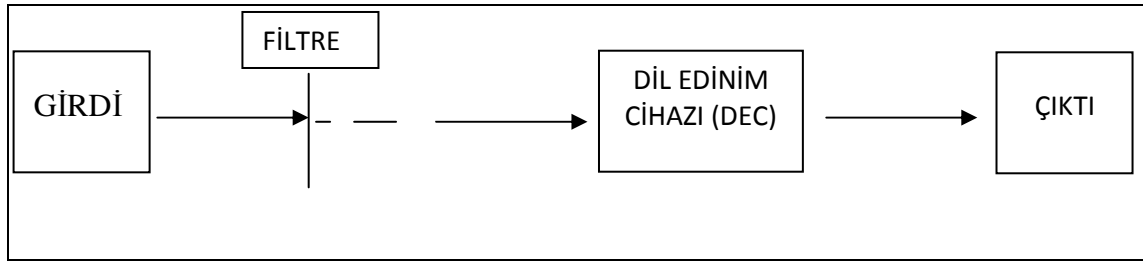 FİLTRE
GİRDİ
DİL EDİNİM
CİHAZI (DEC)
ÇIKTI